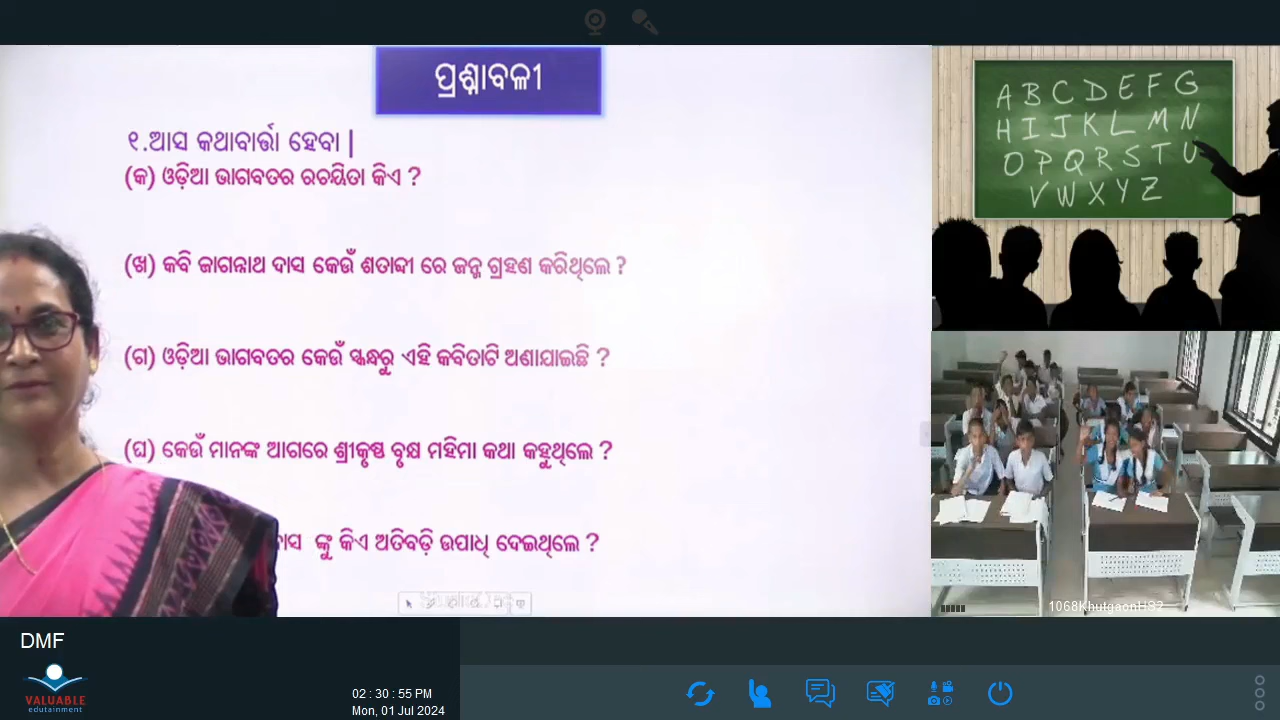 ପ୍ରଶ୍ନାବଳୀ
୧.ଆସ କଥାବାର୍ତ୍ତା ହେବା |
(କ) ଓଡ଼ିଆ ଭାଗବତର ରଚୟିତା କିଏ ?
(ଖ) କବି ଜାଗନ୍ନାଥ ଦାସ କେଉଁ ଶତାବ୍ଦୀ ରେ ଜନ୍ମ ଗ୍ରହଣ କରିଥିଲେ ?
(ଗ) ଓଡ଼ିଆ ଭାଗବତର କେଉଁ ସ୍କନ୍ଧରୁ ଏହି କବିତାଟି ଅଣାଯାଇଛି ?
(ଘ) କେଉଁ ମାନଙ୍କ ଆଗରେ ଶ୍ରୀକୃଷ୍ଣ ବୃକ୍ଷ ମହିମା କଥା କହୁଥିଲେ ?
ଦାସ ଙ୍କୁ କିଏ ଅତିବଡ଼ି ଉପାଧି ଦେଇଥିଲେ ?
A B C D E F G
H I J K L M N
O P Q R S T U
V W X Y Z
1068KhutgaonHS7
DMF
VALUABLE
edutainment
02 : 30 : 55 PM
Mon, 01 Jul 2024